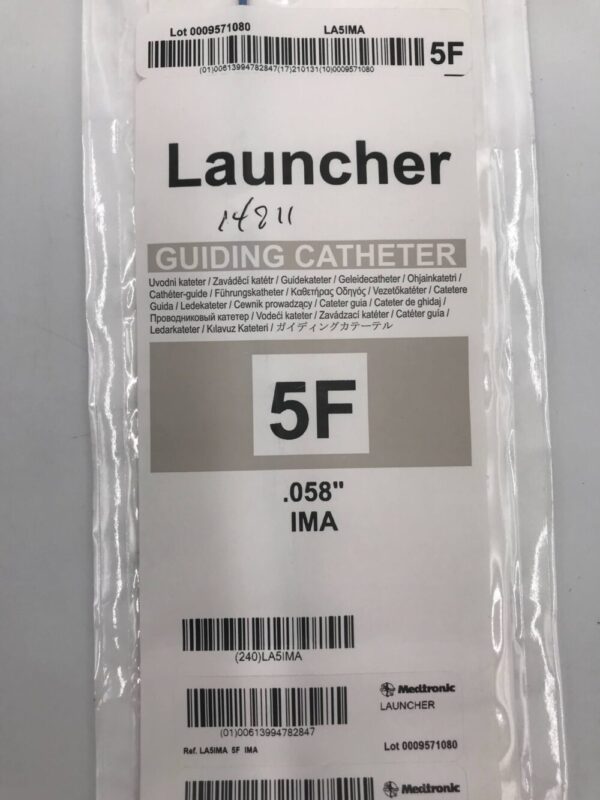 Lot 0009571080 LA5IMA
5F
(01)00613994782847(17)210131(10)0009571080
Launcher
14811
GUIDING CATHETER
Uvodni kateter / Zaváděcí katétr / Guidekateter / Geleidecatheter / Ohjainkatetri /
Cathéter-guide / Führungskatheter / Καθετήρας Οδηγός / Vezetőkatéter / Catetere
Guida / Ledekateter / Cewnik prowadzący / Cateter guia / Cateter de ghidaj /
Проводниковый катетер / Vodeći kateter / Zavádzací katéter / Catéter guía /
Ledarkateter / Kılavuz Kateteri / ガイディングカテーテル
5F
.058"
IMA
(240)LA5IMA
Medtronic
LAUNCHER
(01)00613994782847
Ref. LA5IMA 5F IMA Lot 0009571080
Medtronic